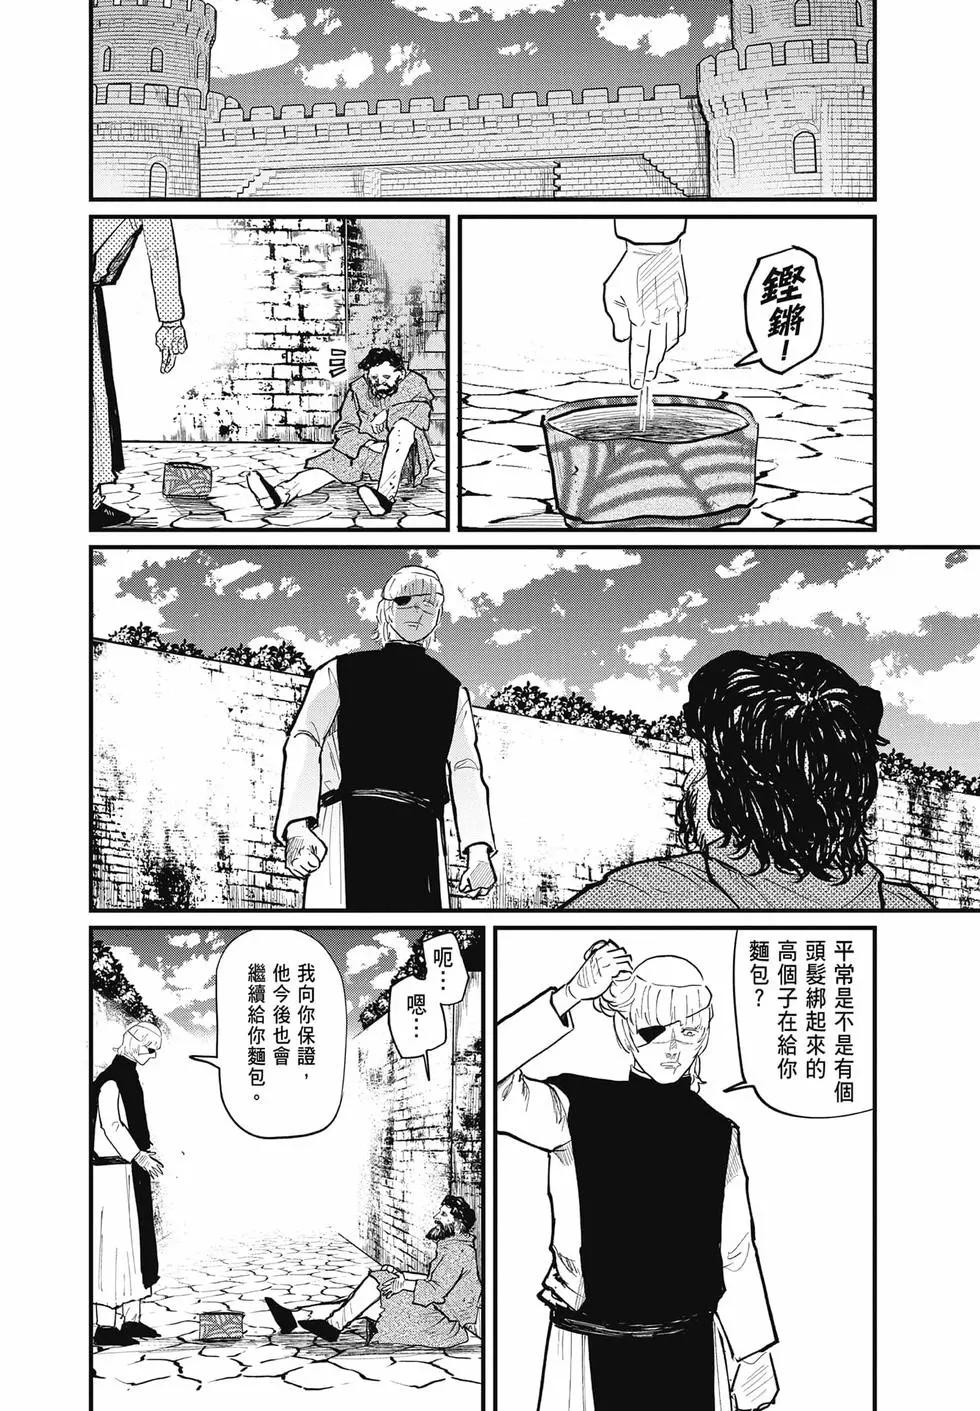 鏗鏘！
平常是不是有個
頭髮綁起來的
高個子在給你
麵包？
呃…
嗯…
我向你保證，
他今後也會
繼續給你麵包。